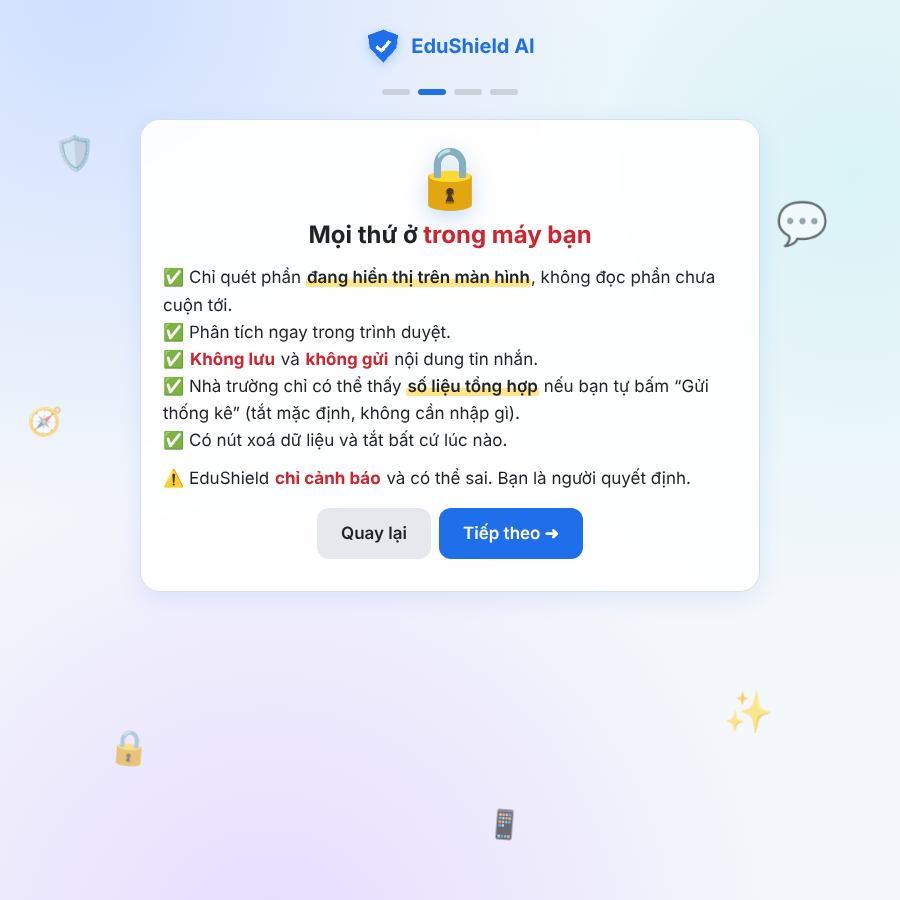 EduShield AI
Mọi thứ ở trong máy bạn
✅ Chỉ quét phần đang hiển thị trên màn hình, không đọc phần chưa
cuộn tới.
✅ Phân tích ngay trong trình duyệt.
✅ Không lưu và không gửi nội dung tin nhắn.
✅ Nhà trường chỉ có thể thấy số liệu tổng hợp nếu bạn tự bấm “Gửi
thống kê” (tắt mặc định, không cần nhập gì).
✅ Có nút xoá dữ liệu và tắt bất cứ lúc nào.
⚠️ EduShield chỉ cảnh báo và có thể sai. Bạn là người quyết định.
Quay lại
Tiếp theo ➜